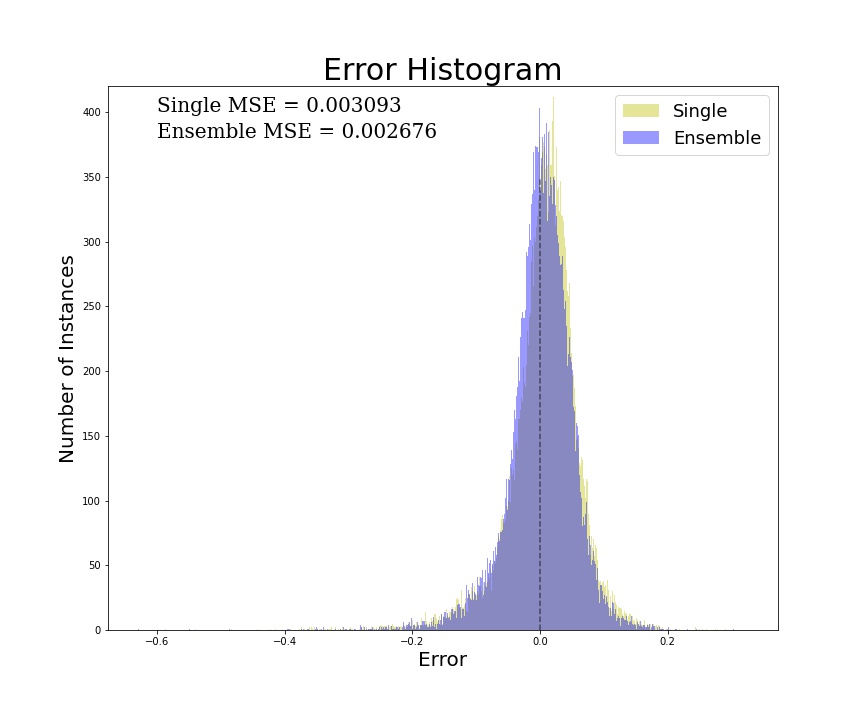 Error Histogram
Single MSE = 0.003093
Ensemble MSE = 0.002676
Single
Ensemble
Number of Instances
400
350
300
250
200
150
100
50
0
−0.6
−0.4
−0.2
0.0
0.2
Error